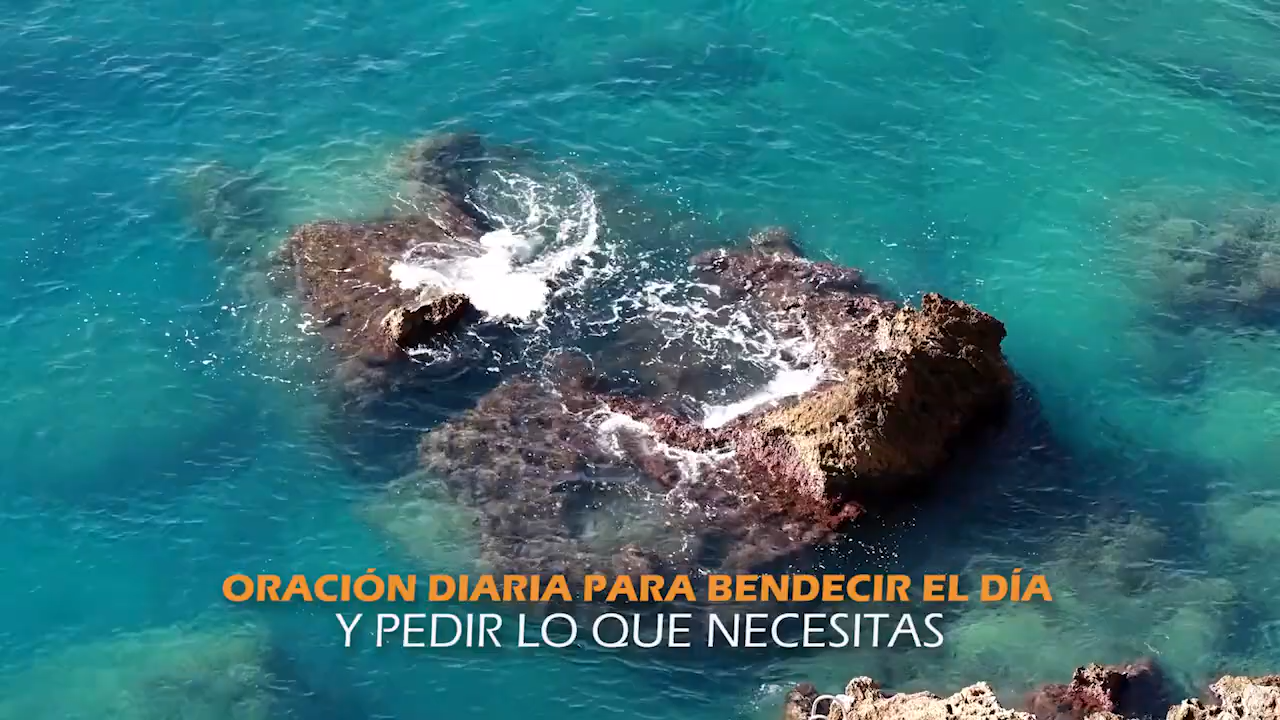 ORACIÓN DIARIA PARA BENDECIR EL DÍA
Y PEDIR LO QUE NECESITAS